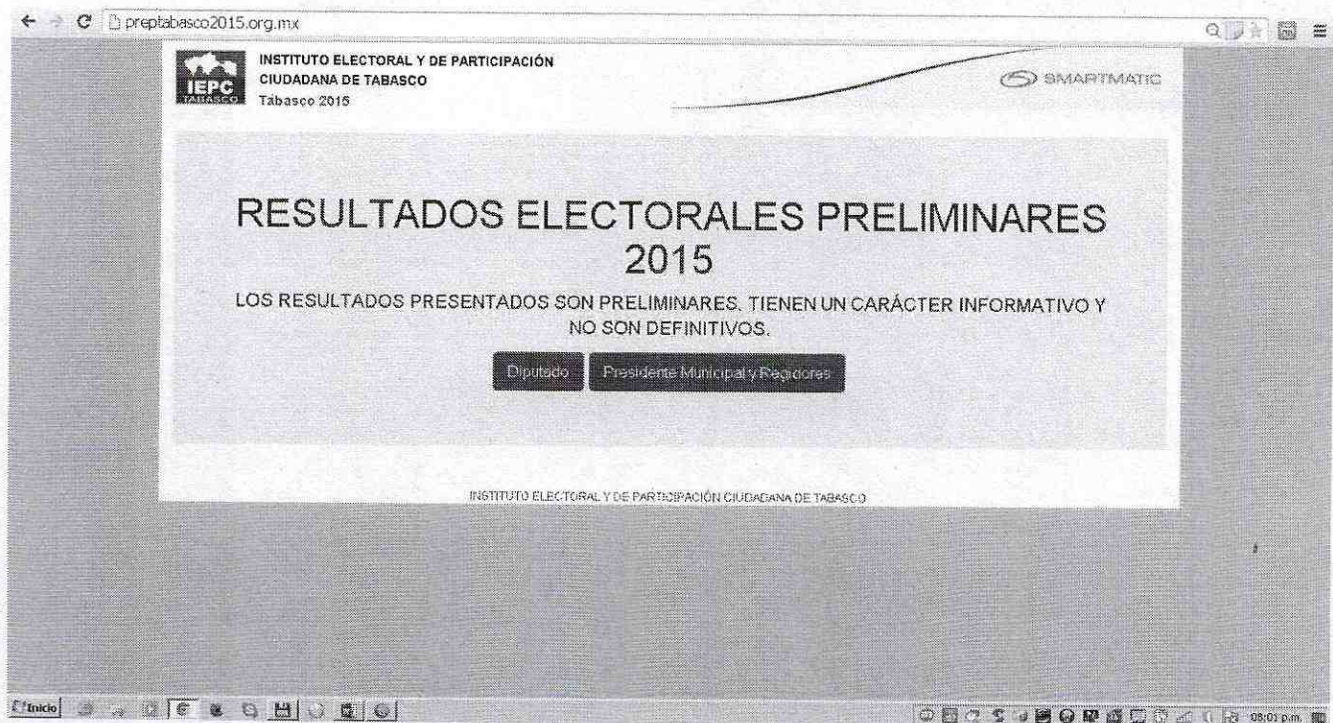 preptabasco2015.org.mx
IEPC
TABASCO
INSTITUTO ELECTORAL Y DE PARTICIPACIÓN
CIUDADANA DE TABASCO
Tabasco 2015
SMARTMATIC
RESULTADOS ELECTORALES PRELIMINARES
2015
LOS RESULTADOS PRESENTADOS SON PRELIMINARES. TIENEN UN CARÁCTER INFORMATIVO Y
NO SON DEFINITIVOS.
Diputado
Presidente Municipal y Regidores
INSTITUTO ELECTORAL Y DE PARTICIPACIÓN CIUDADANA DE TABASCO
Inicio
08:01 p.m.